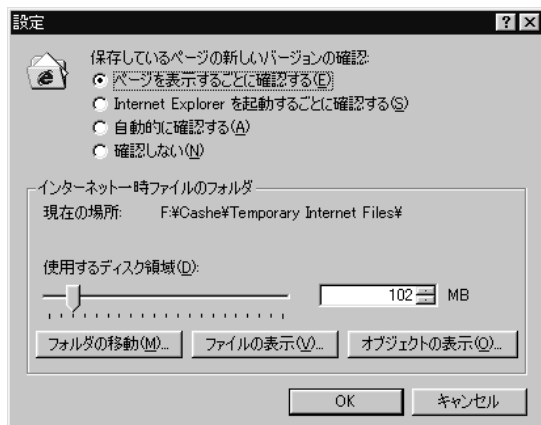 設定
保存しているページの新しいバージョンの確認:
ページを表示するごとに確認する(E)
Internet Explorer を起動するごとに確認する(S)
自動的に確認する(A)
確認しない(N)
インターネット一時ファイルのフォルダ
現在の場所: F:¥Cashe¥Temporary Internet Files¥
使用するディスク領域(D):
102 MB
フォルダの移動(M)... ファイルの表示(V)... オブジェクトの表示(O)...
OK キャンセル